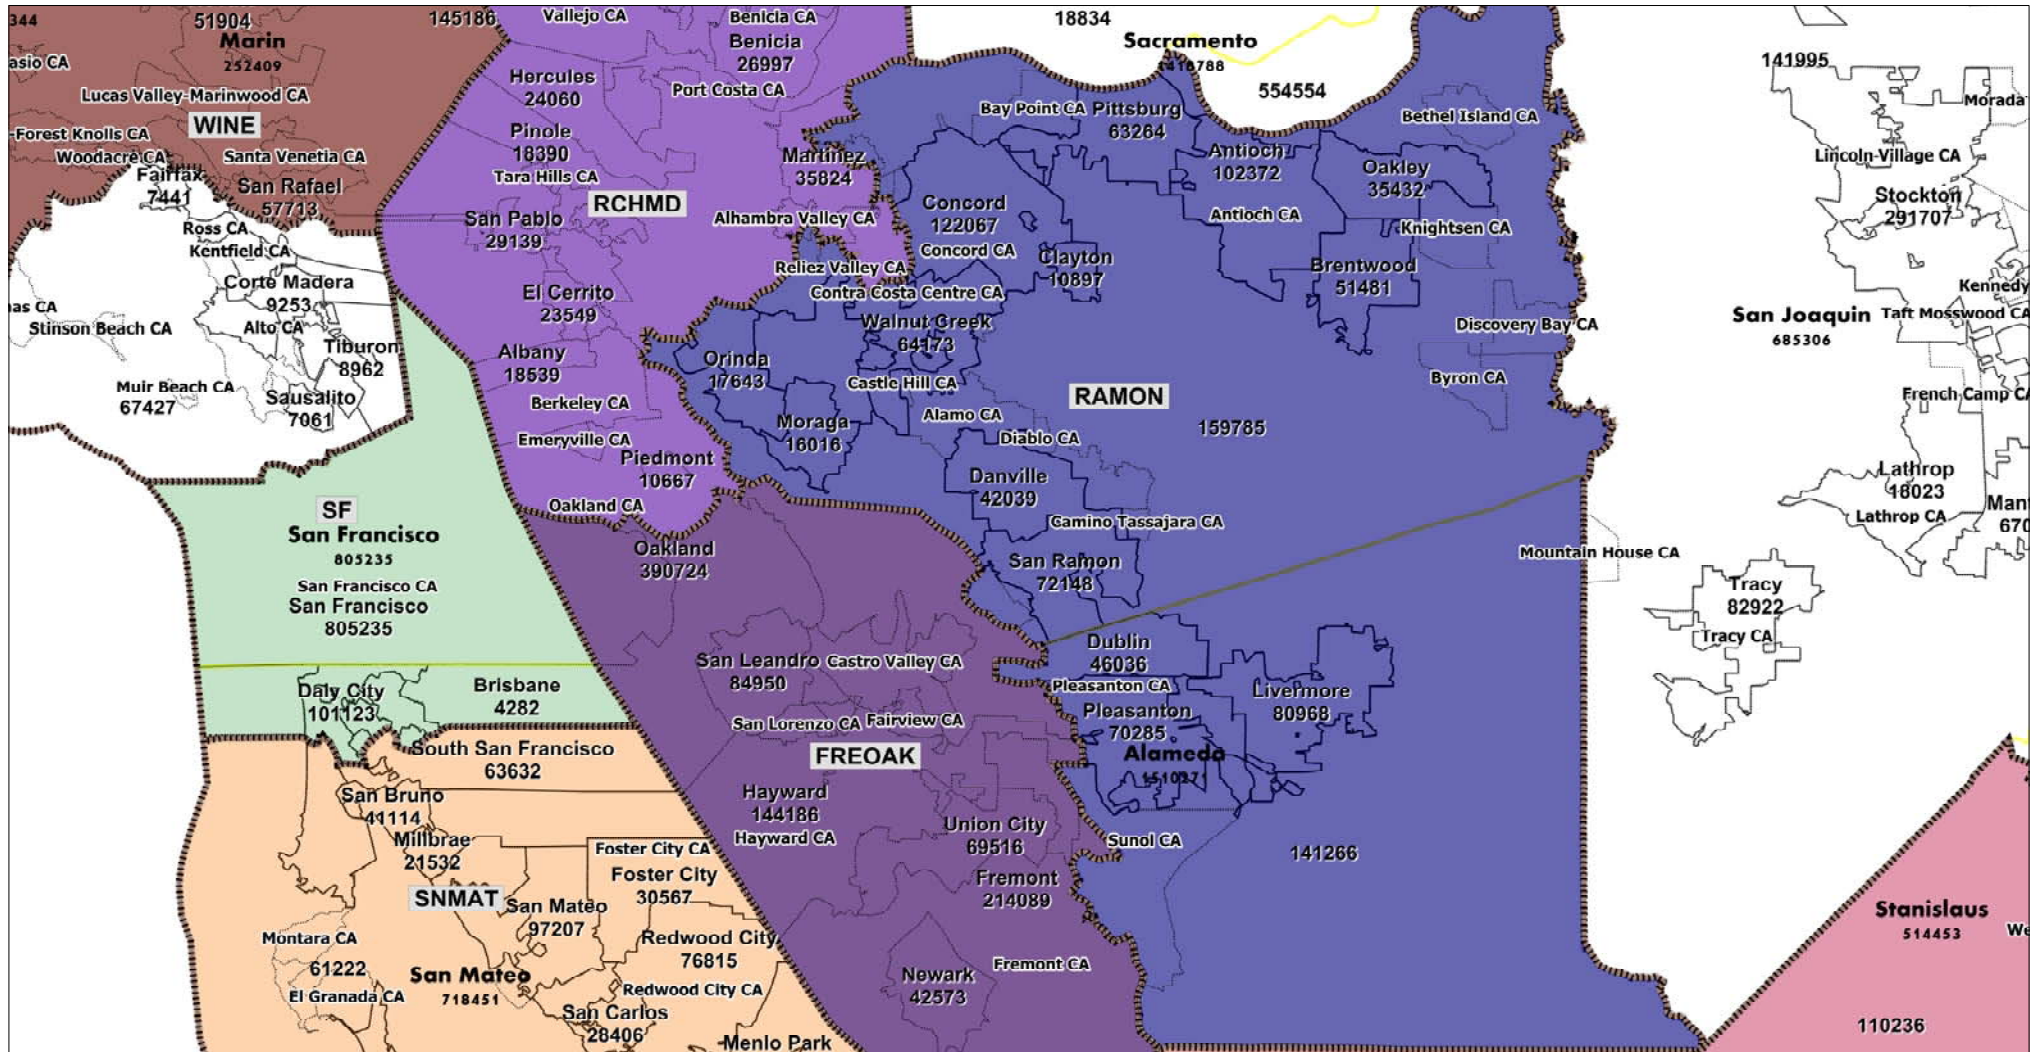 344
51904
Marin
252409
145186
asio CA
Lucas Valley-Marinwood CA
-Forest Knolls CA
WINE
Woodacre CA
Santa Venetia CA
Fairfax
7441
San Rafael
57713
Ross CA
Kentfield CA
Corte Madera
9253
nas CA
Stinson Beach CA
Alto CA
Tiburon
8962
Muir Beach CA
67427
Sausalito
7061
Vallejo CA
Benicia CA
Benicia
26997
Hercules
24060
Port Costa CA
Pinole
18390
Tara Hills CA
Martinez
35824
RCHMD
San Pablo
29139
Alhambra Valley CA
Reliez Valley CA
El Cerrito
23549
Albany
18539
Berkeley CA
Emeryville CA
Piedmont
10667
Oakland CA
18834
Sacramento
1418788
554554
Bay Point CA
Pittsburg
63264
Bethel Island CA
Antioch
102372
Oakley
35432
Antioch CA
Knightsen CA
Concord
122067
Concord CA
Clayton
10897
Brentwood
51481
Contra Costa Centre CA
Walnut Creek
64173
Discovery Bay CA
Orinda
17643
Castle Hill CA
Byron CA
RAMON
Moraga
16016
Alamo CA
Diablo CA
159785
Danville
42039
Camino Tassajara CA
San Ramon
72148
141995
Morada
Lincoln Village CA
Stockton
291707
Kennedy
San Joaquin
685306
Taft Mosswood CA
French Camp CA
Lathrop
18023
Lathrop CA
Mant
670
Mountain House CA
Tracy
82922
Tracy CA
SF
San Francisco
805235
San Francisco CA
San Francisco
805235
Daly City
101123
Brisbane
4282
Oakland
390724
San Leandro
84950
Castro Valley CA
San Lorenzo CA
Fairview CA
FREOAK
Hayward
144186
Hayward CA
Union City
69516
Fremont
214089
Newark
42573
Fremont CA
Dublin
46036
Pleasanton CA
Pleasanton
70285
Livermore
80968
Alameda
1510271
Sunol CA
141266
South San Francisco
63632
San Bruno
41114
Millbrae
21532
Foster City CA
Foster City
30567
SNMAT
San Mateo
97207
Montara CA
61222
El Granada CA
San Mateo
718451
Redwood City
76815
Redwood City CA
San Carlos
28406
Menlo Park
Stanislaus
514453
We
110236